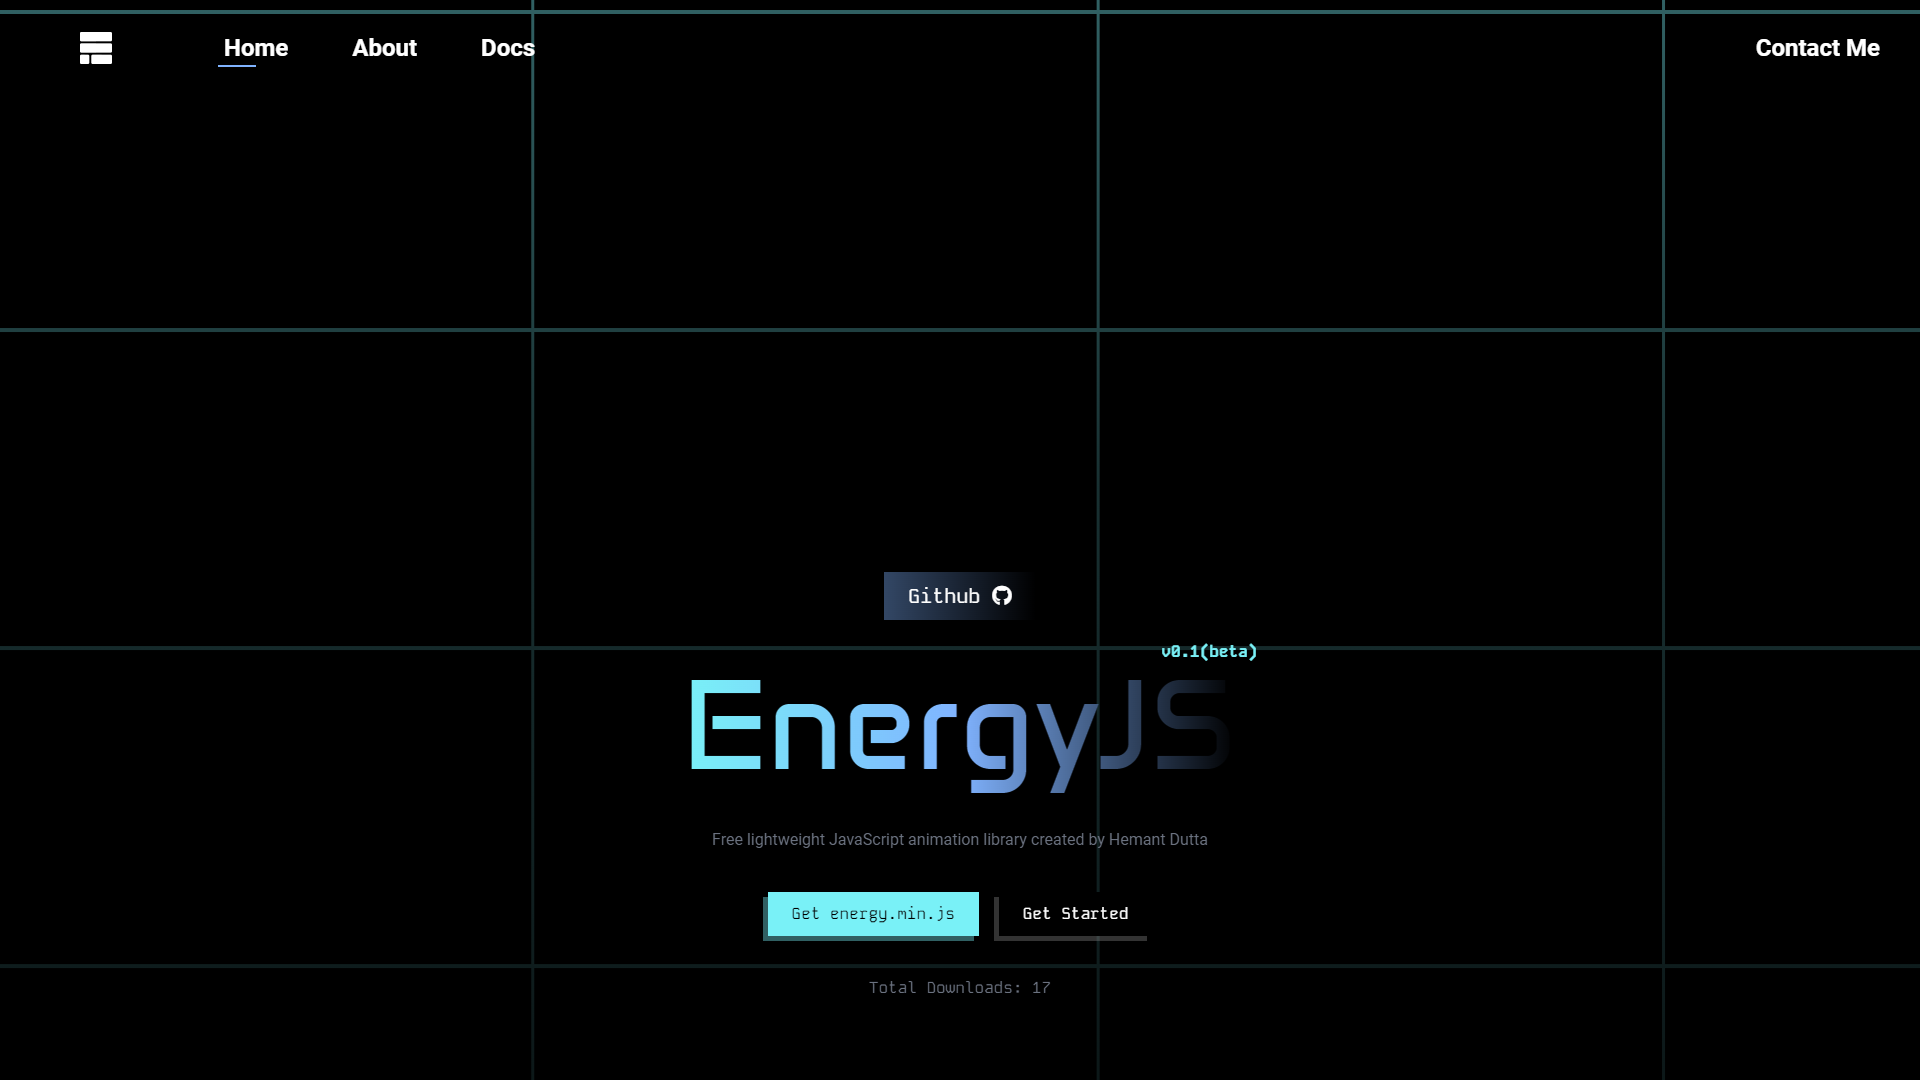 Home About Docs Contact Me
Github
v0.1(beta)
EnergyJS
Free lightweight JavaScript animation library created by Hemant Dutta
Get energy.min.js Get Started
Total Downloads: 17